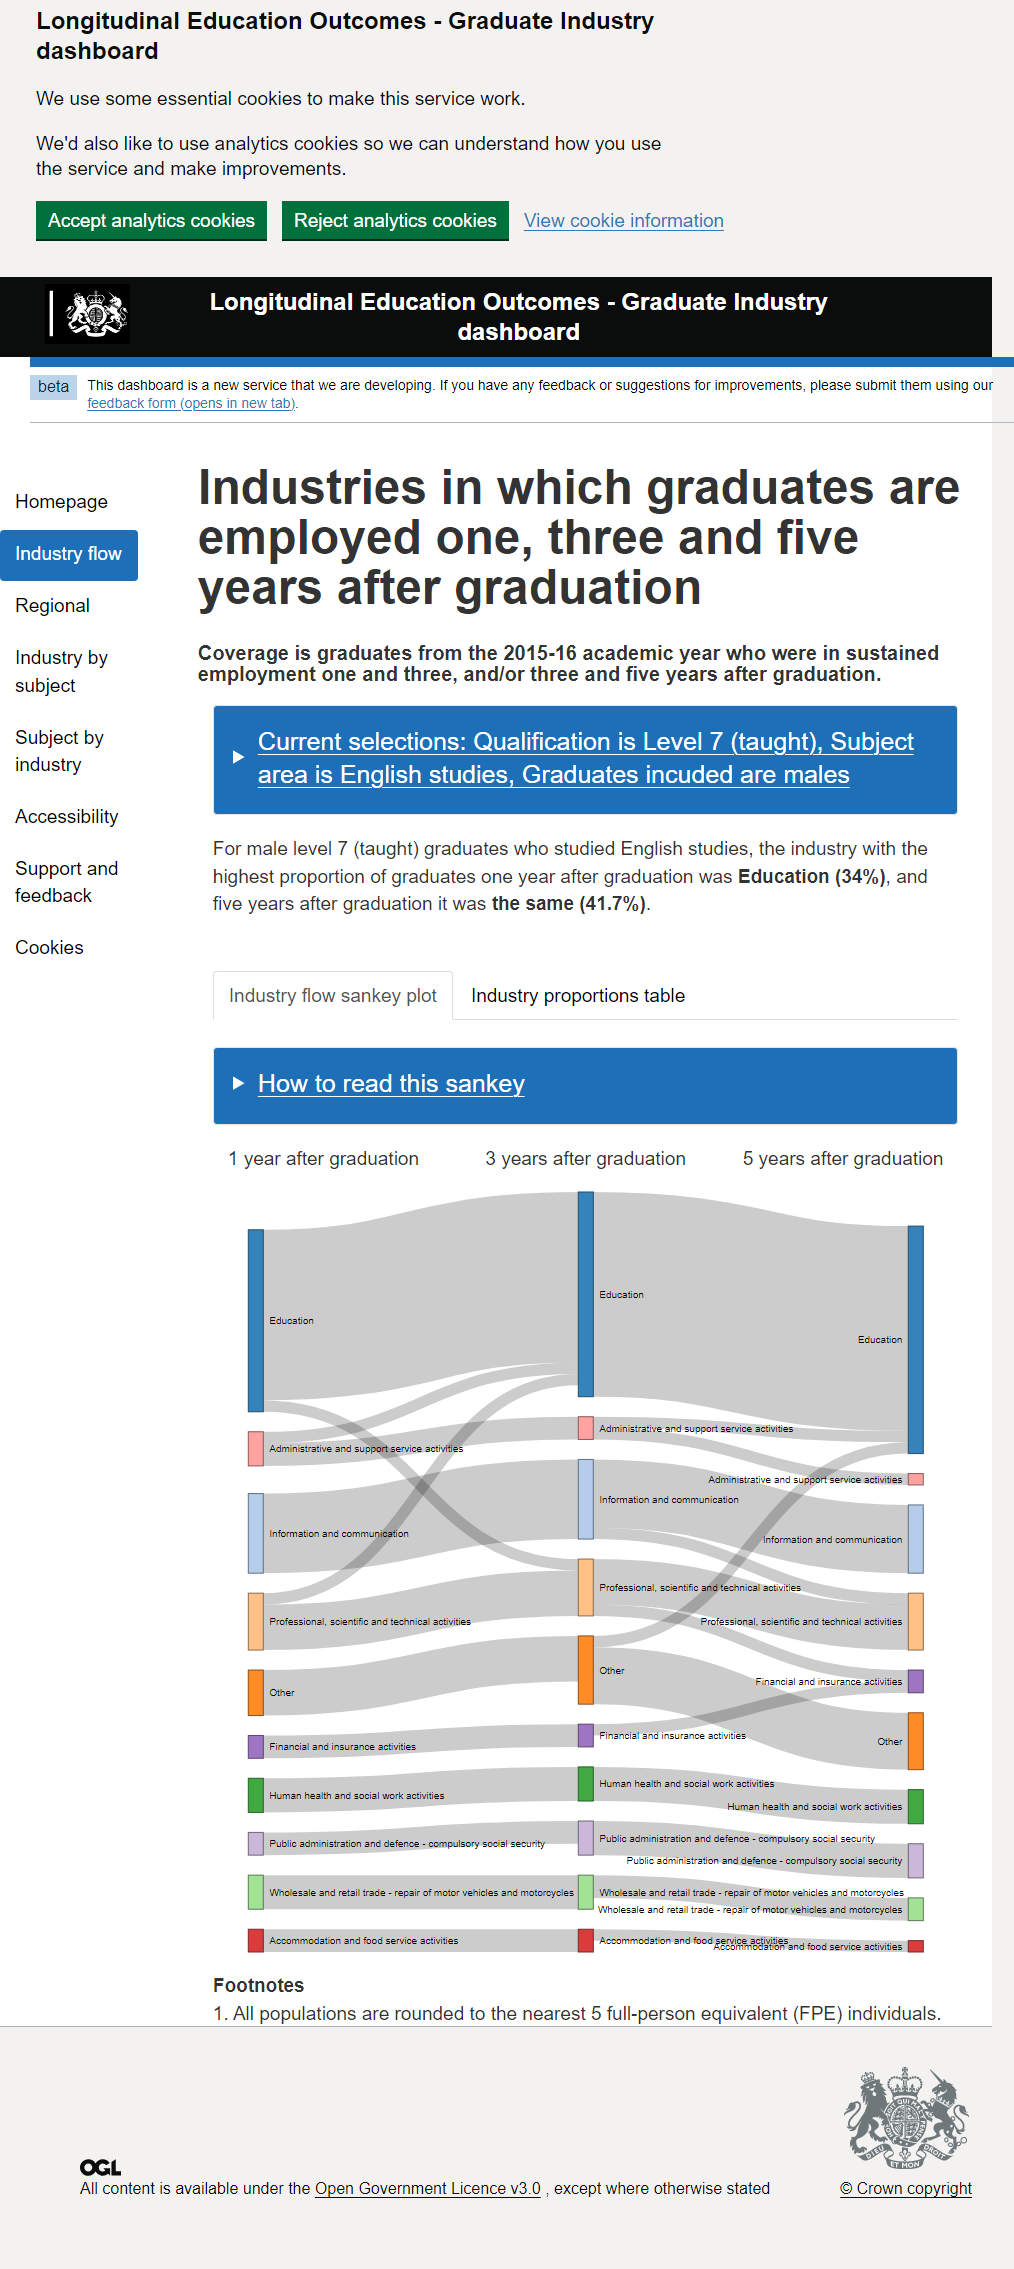 Longitudinal Education Outcomes - Graduate Industry
dashboard
We use some essential cookies to make this service work.
We'd also like to use analytics cookies so we can understand how you use
the service and make improvements.
Accept analytics cookies Reject analytics cookies View cookie information
Longitudinal Education Outcomes - Graduate Industry
dashboard
beta This dashboard is a new service that we are developing. If you have any feedback or suggestions for improvements, please submit them using our
feedback form (opens in new tab).
Homepage
Industry flow
Regional
Industry by
subject
Subject by
industry
Accessibility
Support and
feedback
Cookies
Industries in which graduates are
employed one, three and five
years after graduation
Coverage is graduates from the 2015-16 academic year who were in sustained
employment one and three, and/or three and five years after graduation.
Current selections: Qualification is Level 7 (taught), Subject
area is English studies, Graduates incuded are males
For male level 7 (taught) graduates who studied English studies, the industry with the
highest proportion of graduates one year after graduation was Education (34%), and
five years after graduation it was the same (41.7%).
Industry flow sankey plot Industry proportions table
How to read this sankey
1 year after graduation 3 years after graduation 5 years after graduation
Education
Administrative and support service activities
Information and communication
Professional, scientific and technical activities
Other
Financial and insurance activities
Human health and social work activities
Public administration and defence - compulsory social security
Wholesale and retail trade - repair of motor vehicles and motorcycles
Accommodation and food service activities
Education
Administrative and support service activities
Information and communication
Professional, scientific and technical activities
Other
Financial and insurance activities
Human health and social work activities
Public administration and defence - compulsory social security
Wholesale and retail trade - repair of motor vehicles and motorcycles
Accommodation and food service activities
Education
Administrative and support service activities
Information and communication
Professional, scientific and technical activities
Financial and insurance activities
Other
Human health and social work activities
Public administration and defence - compulsory social security
Wholesale and retail trade - repair of motor vehicles and motorcycles
Accommodation and food service activities
Footnotes
1. All populations are rounded to the nearest 5 full-person equivalent (FPE) individuals.
OGL
All content is available under the Open Government Licence v3.0 , except where otherwise stated
DIEU ET MON DROIT
© Crown copyright